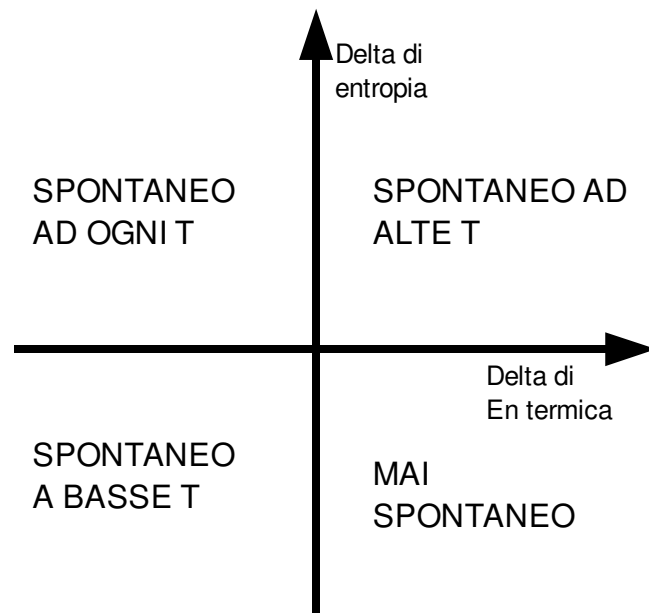 Delta di
entropia
SPONTANEO
AD OGNI T
SPONTANEO AD
ALTE T
Delta di
En termica
SPONTANEO
A BASSE T
MAI
SPONTANEO